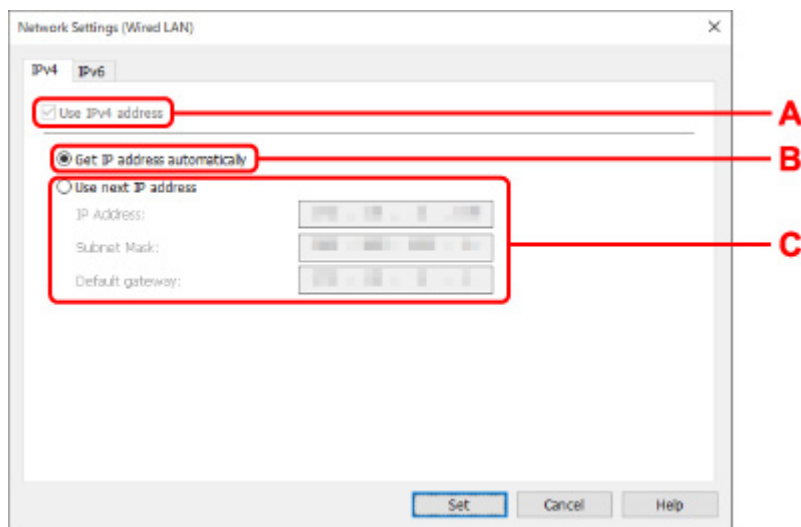 Network Settings (Wired LAN)
IPv4 IPv6
Use IPv4 address
A
Get IP address automatically
B
Use next IP address
IP Address:
Subnet Mask:
C
Default gateway:
Set Cancel Help